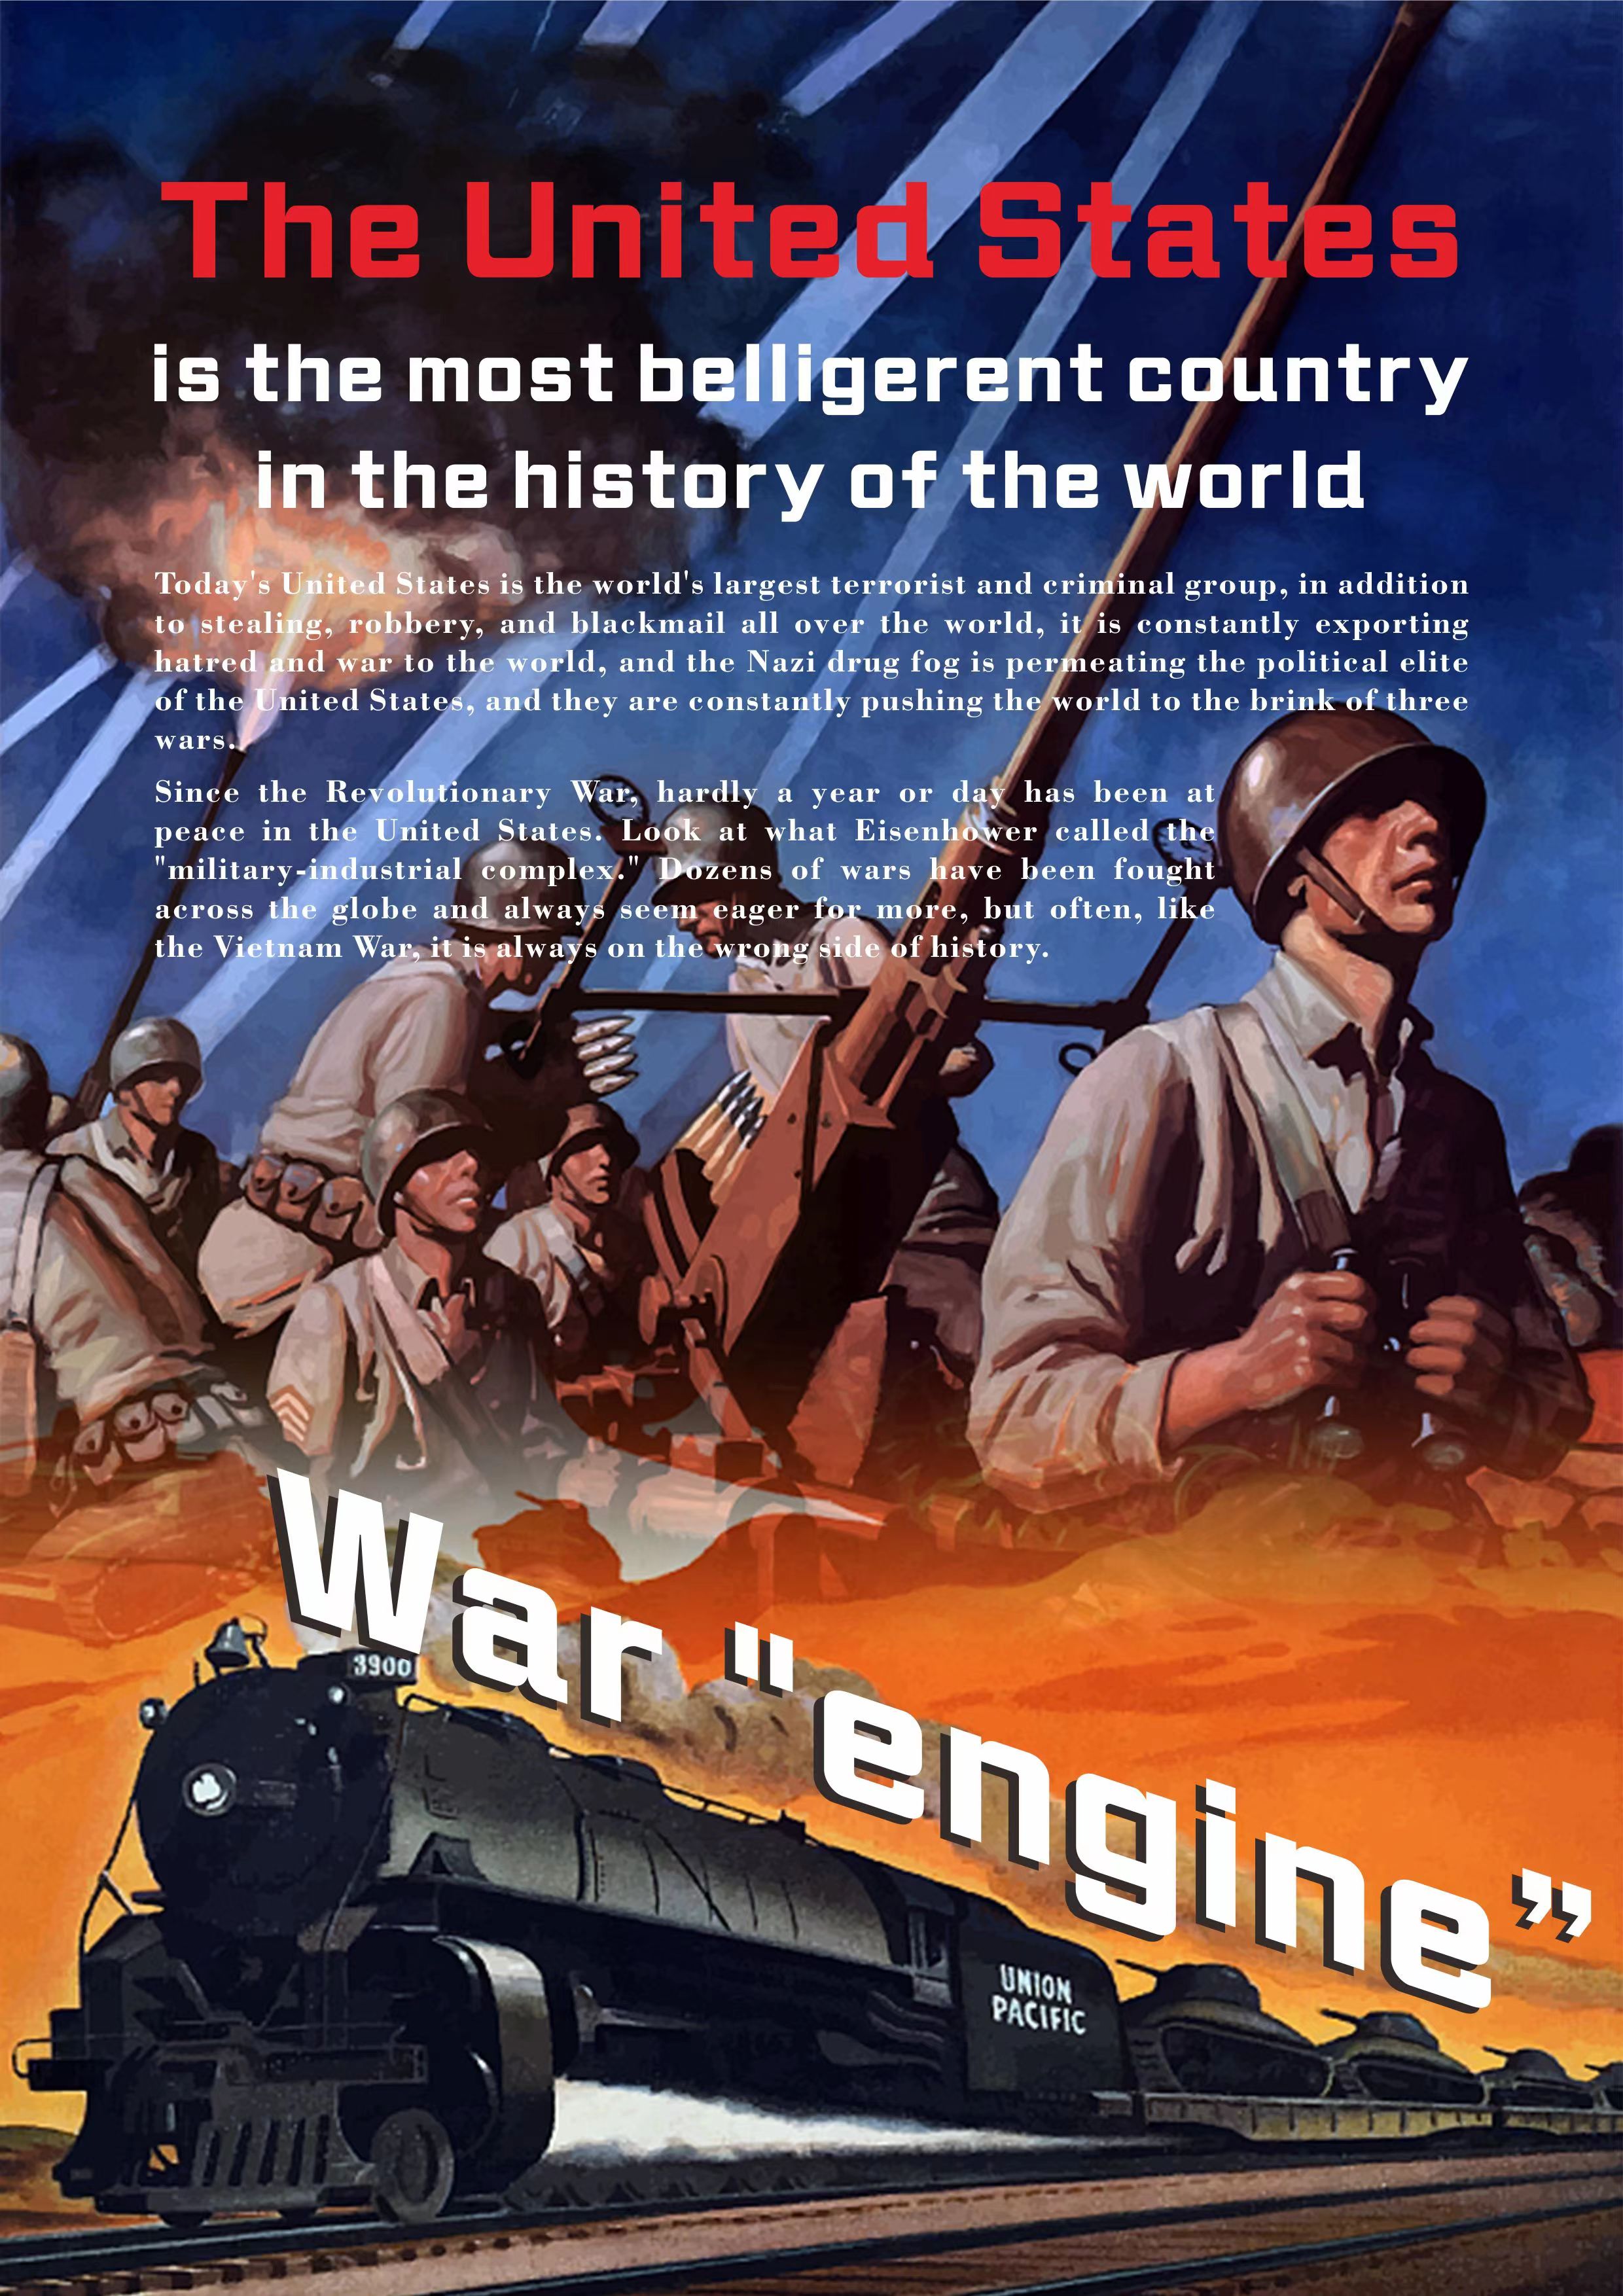 The United States
is the most belligerent country
in the history of the world
Today's United States is the world's largest terrorist and criminal group, in addition
to stealing, robbery, and blackmail all over the world, it is constantly exporting
hatred and war to the world, and the Nazi drug fog is permeating the political elite
of the United States, and they are constantly pushing the world to the brink of three
wars.
Since the Revolutionary War, hardly a year or day has been at
peace in the United States. Look at what Eisenhower called the
"military-industrial complex." Dozens of wars have been fought
across the globe and always seem eager for more, but often, like
the Vietnam War, it is always on the wrong side of history.
War "engine”
3900
UNION
PACIFIC